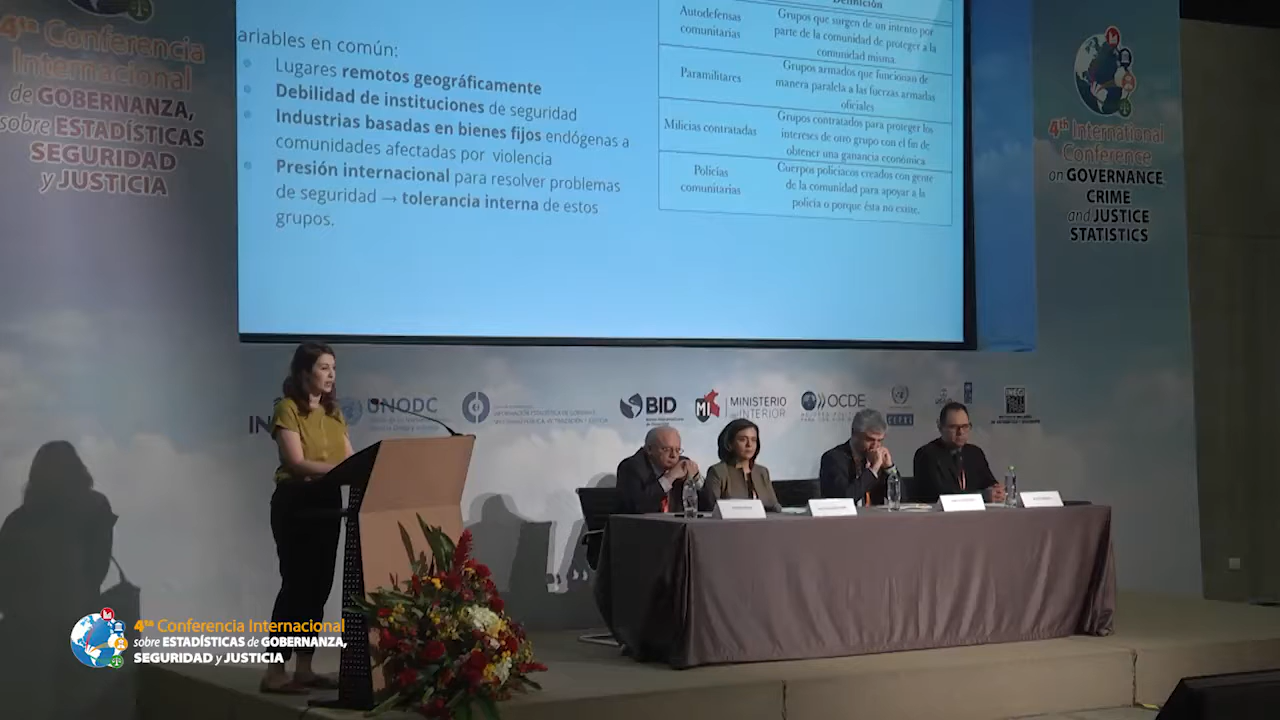 4ta Conferencia
Internacional
de GOBERNANZA,
sobre ESTADÍSTICAS
SEGURIDAD
y JUSTICIA
ariables en común:
Lugares remotos geográficamente
Debilidad de instituciones de seguridad
Industrias basadas en bienes fijos endógenas a
comunidades afectadas por violencia
Presión internacional para resolver problemas
de seguridad → tolerancia interna de estos
grupos.
Definición
Autodefensas
comunitarias
Grupos que surgen de un intento por
parte de la comunidad de proteger a la
comunidad misma.
Paramilitares
Grupos armados que funcionan de
manera paralela a las fuerzas armadas
oficiales
Milicias contratadas
Grupos contratados para proteger los
intereses de otro grupo con el fin de
obtener una ganancia económica
Policías
comunitarias
Cuerpos policíacos creados con gente
de la comunidad para apoyar a la
policía o porque ésta no existe.
4th International
Conference
on GOVERNANCE,
CRIME
and JUSTICE
STATISTICS
IN
UNODC
BID
MI
MINISTERIO
INTERIOR
OCDE
4ta Conferencia Internacional
sobre ESTADÍSTICAS de GOBERNANZA,
SEGURIDAD y JUSTICIA